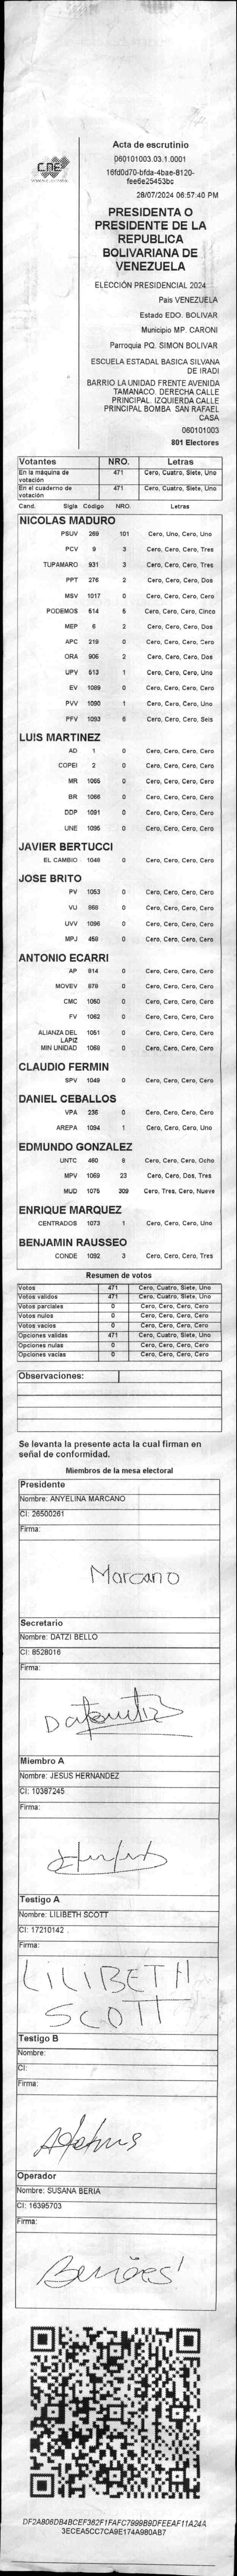 CNE
Acta de escrutinio
060101003.03.1.0001
16fd0d70-bfda-4bae-8120-
fee6e25453bc
28/07/2024 06:57:40 PM
PRESIDENTA O
PRESIDENTE DE LA
REPUBLICA
BOLIVARIANA DE
VENEZUELA
ELECCIÓN PRESIDENCIAL 2024
País VENEZUELA
Estado EDO. BOLIVAR
Municipio MP. CARONI
Parroquia PQ. SIMON BOLIVAR
ESCUELA ESTADAL BASICA SILVANA
DE IRADI
BARRIO LA UNIDAD FRENTE AVENIDA
TAMANACO. DERECHA CALLE
PRINCIPAL. IZQUIERDA CALLE
PRINCIPAL BOMBA SAN RAFAEL
CASA
060101003
801 Electores
Votantes NRO. Letras
En la máquina de votación 471 Cero, Cuatro, Siete, Uno
En el cuaderno de votación 471 Cero, Cuatro, Siete, Uno
Cand. Sigla Código NRO. Letras
NICOLAS MADURO
PSUV 269 101 Cero, Uno, Cero, Uno
PCV 9 3 Cero, Cero, Cero, Tres
TUPAMARO 931 3 Cero, Cero, Cero, Tres
PPT 276 2 Cero, Cero, Cero, Dos
MSV 1017 0 Cero, Cero, Cero, Cero
PODEMOS 514 5 Cero, Cero, Cero, Cinco
MEP 6 2 Cero, Cero, Cero, Dos
APC 219 0 Cero, Cero, Cero, Cero
ORA 906 2 Cero, Cero, Cero, Dos
UPV 513 1 Cero, Cero, Cero, Uno
EV 1089 0 Cero, Cero, Cero, Cero
PVV 1090 1 Cero, Cero, Cero, Uno
PFV 1093 6 Cero, Cero, Cero, Seis
LUIS MARTINEZ
AD 1 0 Cero, Cero, Cero, Cero
COPEI 2 0 Cero, Cero, Cero, Cero
MR 1065 0 Cero, Cero, Cero, Cero
BR 1066 0 Cero, Cero, Cero, Cero
DDP 1091 0 Cero, Cero, Cero, Cero
UNE 1095 0 Cero, Cero, Cero, Cero
JAVIER BERTUCCI
EL CAMBIO 1048 0 Cero, Cero, Cero, Cero
JOSE BRITO
PV 1053 0 Cero, Cero, Cero, Cero
VU 968 0 Cero, Cero, Cero, Cero
UVV 1096 0 Cero, Cero, Cero, Cero
MPJ 459 0 Cero, Cero, Cero, Cero
ANTONIO ECARRI
AP 814 0 Cero, Cero, Cero, Cero
MOVEV 878 0 Cero, Cero, Cero, Cero
CMC 1050 0 Cero, Cero, Cero, Cero
FV 1062 0 Cero, Cero, Cero, Cero
ALIANZA DEL LAPIZ 1051 0 Cero, Cero, Cero, Cero
MIN UNIDAD 1068 0 Cero, Cero, Cero, Cero
CLAUDIO FERMIN
SPV 1049 0 Cero, Cero, Cero, Cero
DANIEL CEBALLOS
VPA 236 0 Cero, Cero, Cero, Cero
AREPA 1094 1 Cero, Cero, Cero, Uno
EDMUNDO GONZALEZ
UNTC 460 8 Cero, Cero, Cero, Ocho
MPV 1069 23 Cero, Cero, Dos, Tres
MUD 1075 309 Cero, Tres, Cero, Nueve
ENRIQUE MARQUEZ
CENTRADOS 1073 1 Cero, Cero, Cero, Uno
BENJAMIN RAUSSEO
CONDE 1092 3 Cero, Cero, Cero, Tres
Resumen de votos
Votos 471 Cero, Cuatro, Siete, Uno
Votos validos 471 Cero, Cuatro, Siete, Uno
Votos parciales 0 Cero, Cero, Cero, Cero
Votos nulos 0 Cero, Cero, Cero, Cero
Votos vacios 0 Cero, Cero, Cero, Cero
Opciones validas 471 Cero, Cuatro, Siete, Uno
Opciones nulas 0 Cero, Cero, Cero, Cero
Opciones vacías 0 Cero, Cero, Cero, Cero
Observaciones:
Se levanta la presente acta la cual firman en
señal de conformidad.
Miembros de la mesa electoral
Presidente
Nombre: ANYELINA MARCANO
CI: 26500261
Firma:
Marcano
Secretario
Nombre: DATZI BELLO
CI: 8528016
Firma:
Miembro A
Nombre: JESUS HERNANDEZ
CI: 10387245
Firma:
Testigo A
Nombre: LILIBETH SCOTT
CI: 17210142
Firma:
LILIBETH
SCOTT
Testigo B
Nombre:
CI:
Firma:
Operador
Nombre: SUSANA BERIA
CI: 16395703
Firma:
DF2A806DB4BCEF362F1FAFC7999B9DFEEAF11A24A
3ECEA5CC7CA9E174A980AB7